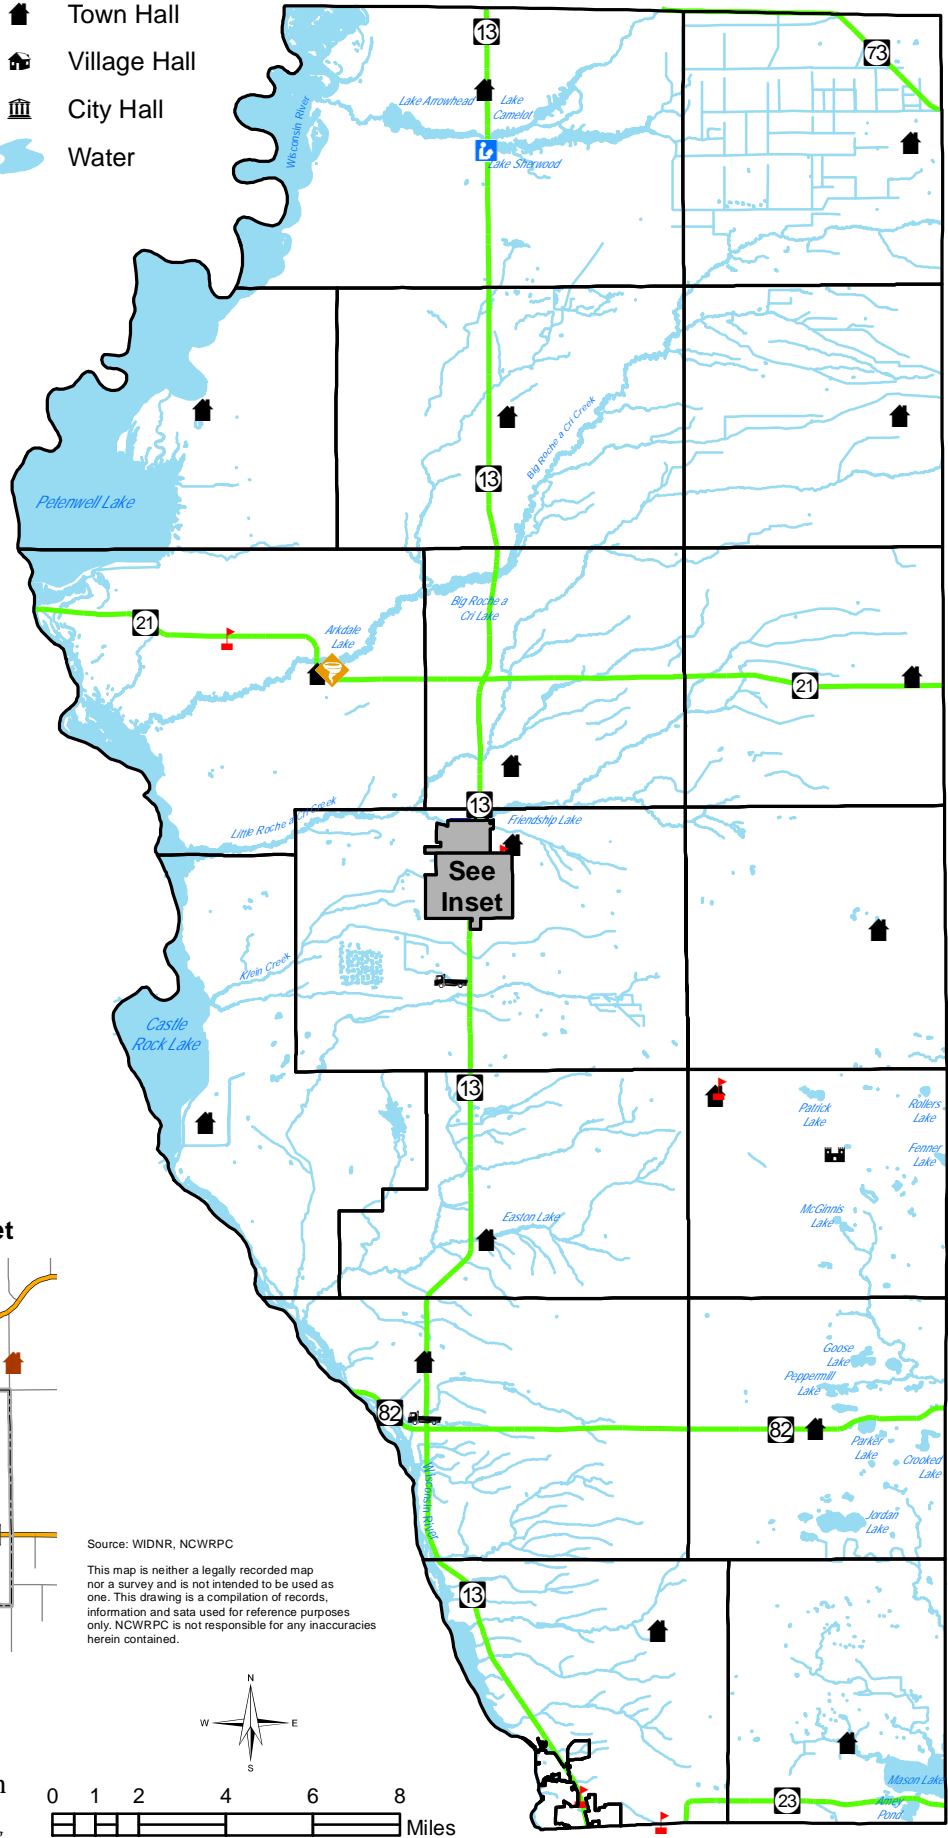 Town Hall
Village Hall
City Hall
Water
13
73
Lake Arrowhead
Lake
Camelot
Wisconsin River
Lake Sherwood
Big Roche a Cri Creek
13
Petenwell Lake
Big Roche a
Cri Lake
21
Arkdale
Lake
21
13
Little Roche a Cri Creek
Friendship Lake
See
Inset
Klein Creek
Castle
Rock Lake
13
Patrick
Lake
Rollers
Lake
Fenner
Lake
McGinnis
Lake
Easton Lake
et
Goose
Lake
Peppermill
Lake
82
82
Parker
Lake
Crooked
Lake
Wisconsin River
Jordan
Lake
Source: WIDNR, NCWRPC
This map is neither a legally recorded map
nor a survey and is not intended to be used as
one. This drawing is a compilation of records,
information and sata used for reference purposes
only. NCWRPC is not responsible for any inaccuracies
herein contained.
13
N
W E
S
Mason Lake
Amey
Pond
23
n
0 1 2 4 6 8
Miles